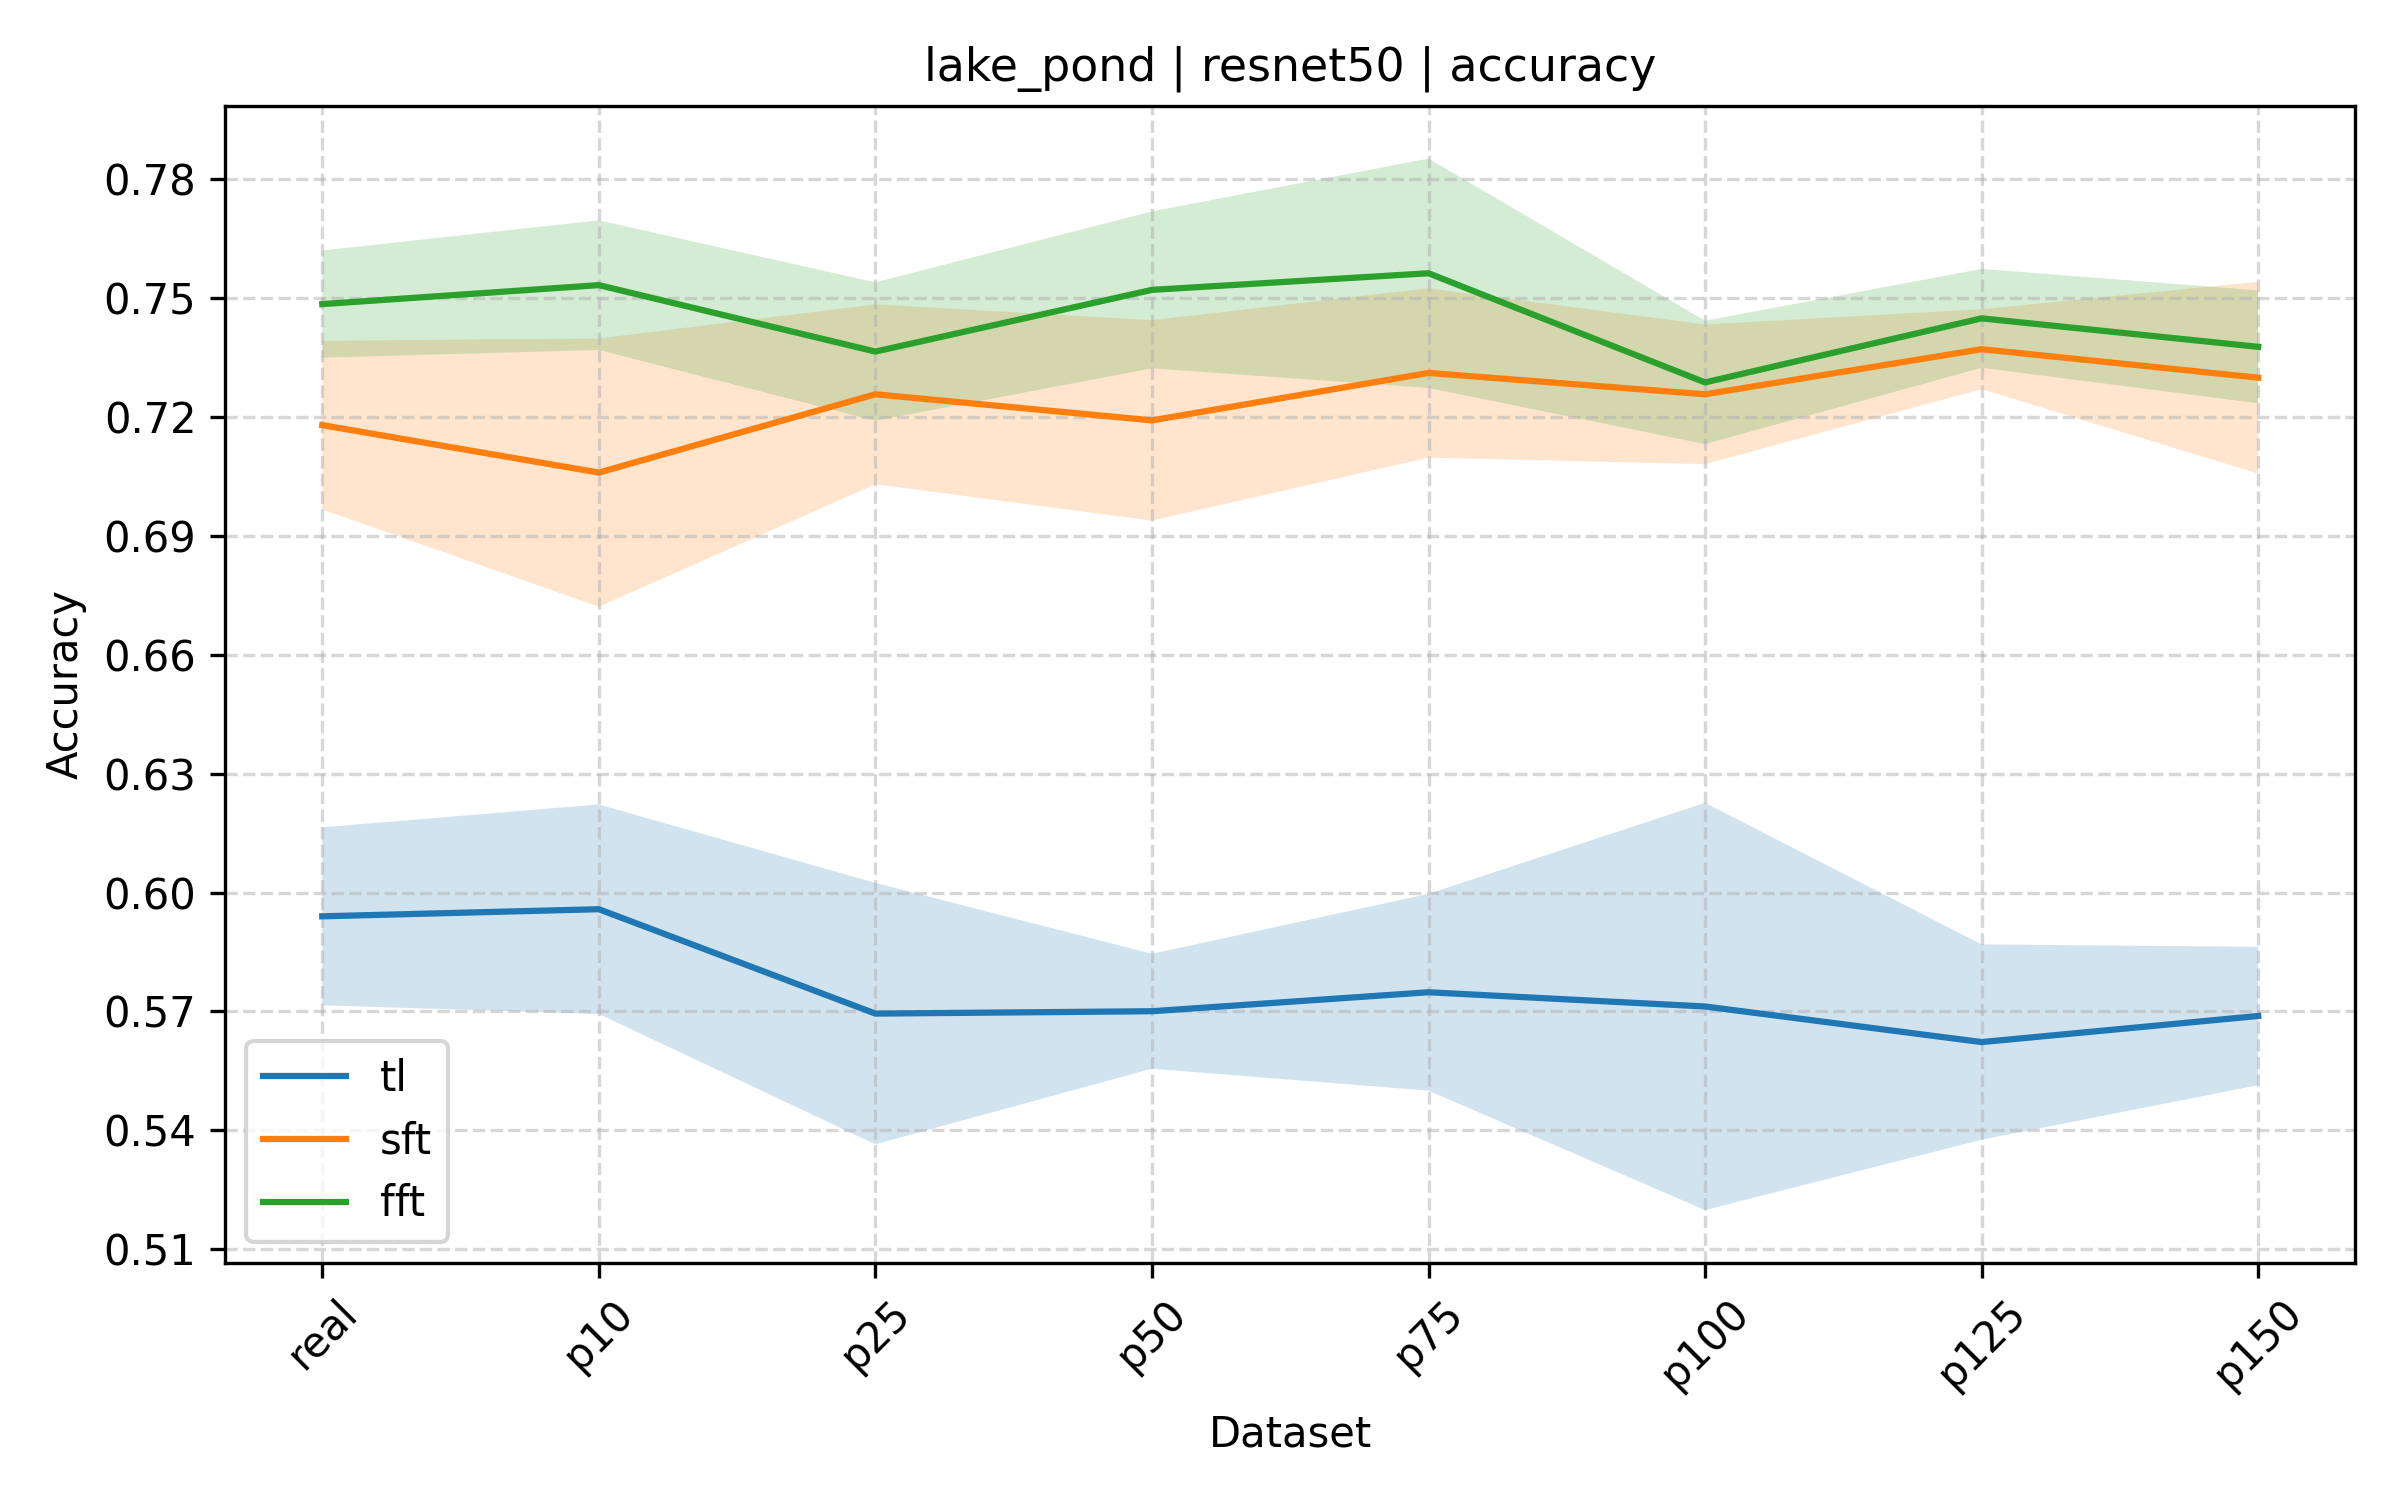 lake_pond | resnet50 | accuracy
Accuracy
0.78
0.75
0.72
0.69
0.66
0.63
0.60
0.57
0.54
0.51
tl
sft
fft
real
p10
p25
p50
p75
p100
p125
p150
Dataset